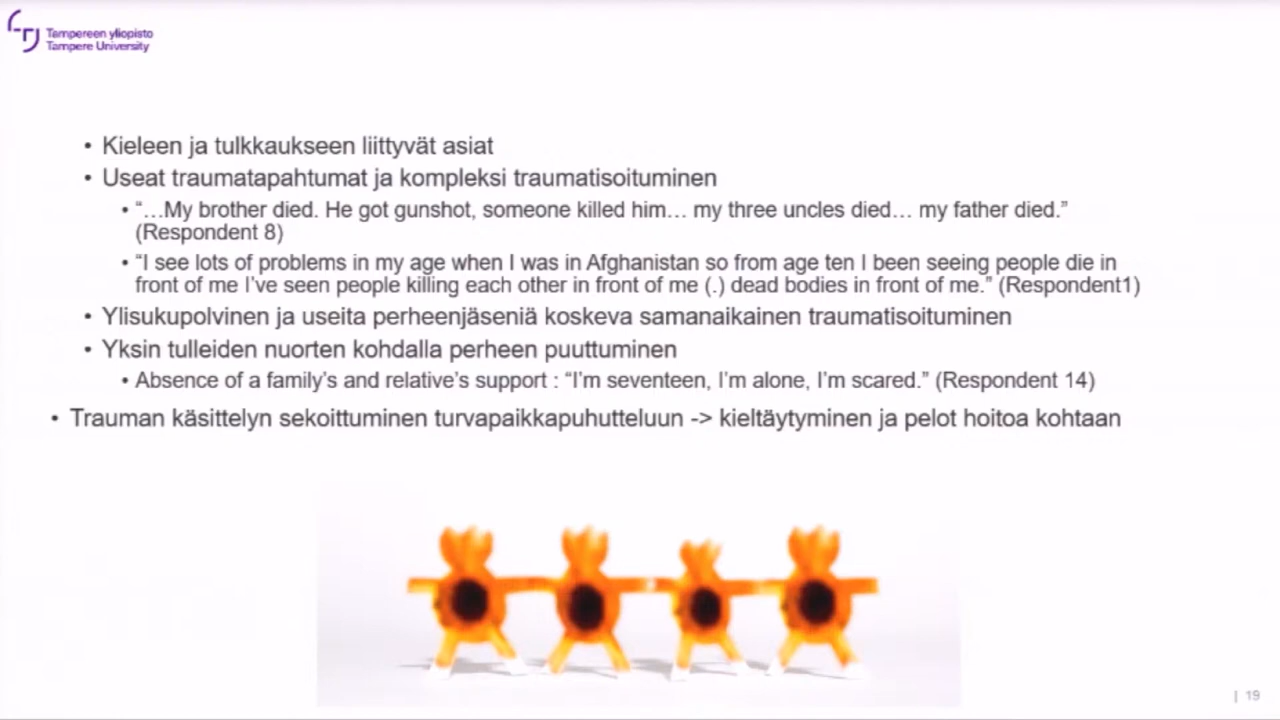 Tampereen yliopisto
Tampere University
• Kieleen ja tulkkaukseen liittyvät asiat
• Useat traumatapahtumat ja kompleksi traumatisoituminen
• “…My brother died. He got gunshot, someone killed him… my three uncles died… my father died.”
(Respondent 8)
• “I see lots of problems in my age when I was in Afghanistan so from age ten I been seeing people die in
front of me I’ve seen people killing each other in front of me (.) dead bodies in front of me.” (Respondent1)
• Ylisukupolvinen ja useita perheenjäseniä koskeva samanaikainen traumatisoituminen
• Yksin tulleiden nuorten kohdalla perheen puuttuminen
• Absence of a family’s and relative’s support : “I’m seventeen, I’m alone, I’m scared.” (Respondent 14)
• Trauman käsittelyn sekoittuminen turvapaikkapuhutteluun -> kieltäytyminen ja pelot hoitoa kohtaan
| 19